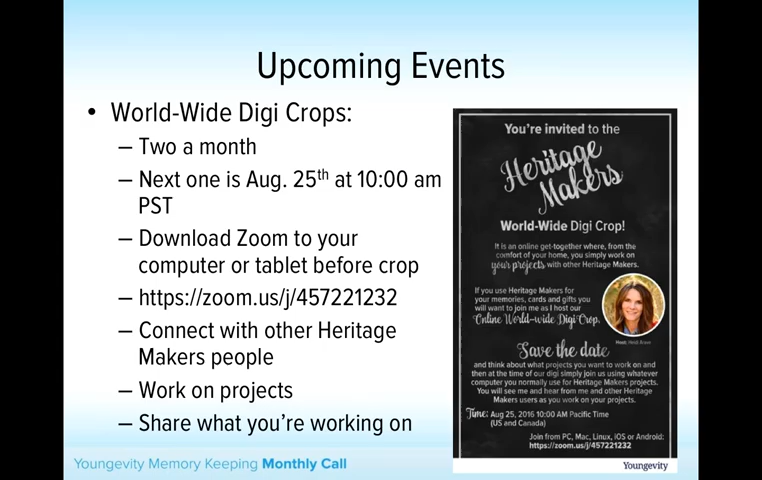 Upcoming Events
• World-Wide Digi Crops:
– Two a month
– Next one is Aug. 25th at 10:00 am
PST
– Download Zoom to your
computer or tablet before crop
– https://zoom.us/j/457221232
– Connect with other Heritage
Makers people
– Work on projects
– Share what you're working on
You're invited to the
Heritage
Makers
World-Wide Digi Crop!
It is an online get-together where, from the
comfort of your home, you simply work on
your projects with other Heritage Makers.
If you use Heritage Makers for
your memories, cards and gifts you
will want to join me as I host our
Online World-wide Digi Crop.
Save the date
and think about what projects you want to work on and
then at the time of our digi simply join us using whatever
computer you normally use for Heritage Makers projects.
You will see me and hear from me and other Heritage
Makers users as you work on your projects.
Time: Aug 25, 2016 10:00 AM Pacific Time
(US and Canada)
Join from PC, Mac, Linux, iOS or Android:
https://zoom.us/j/457221232
Youngevity
Youngevity Memory Keeping Monthly Call